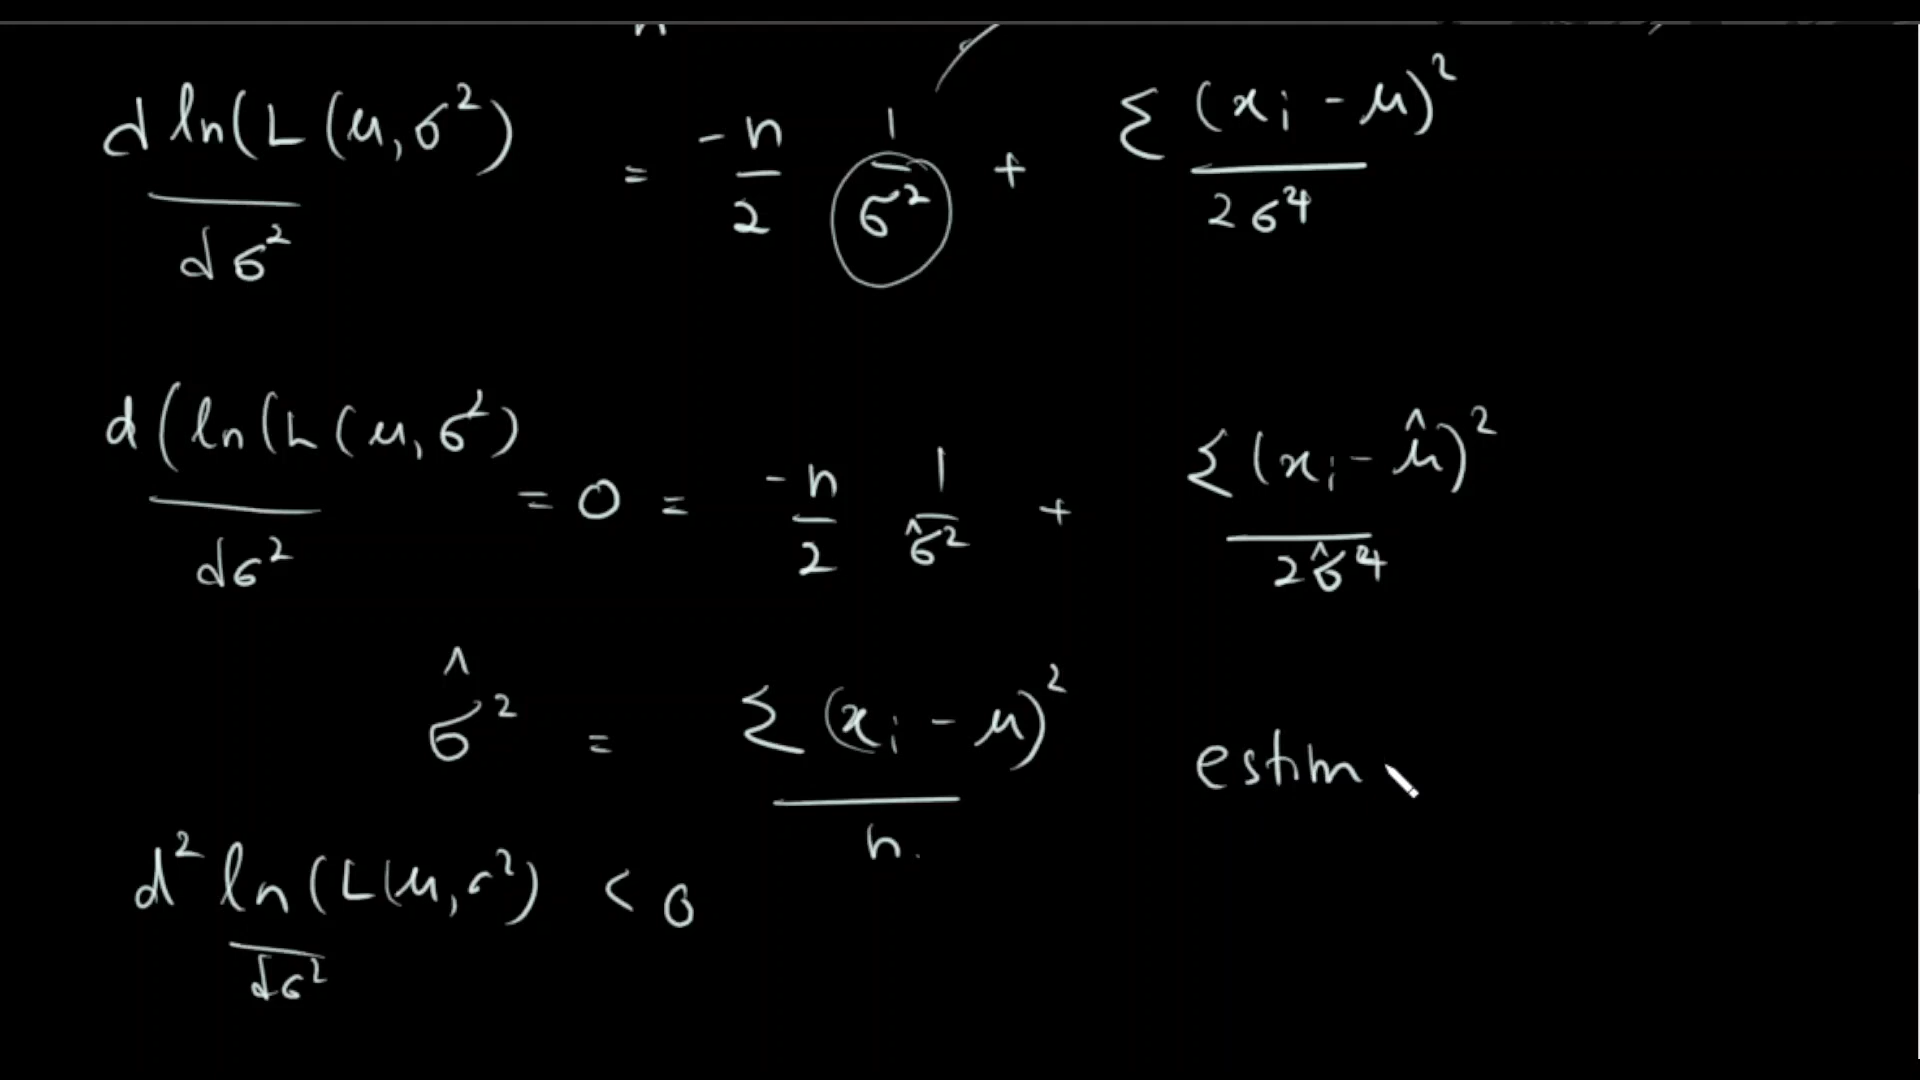 d ln(L(μ,σ²) / dσ² = -n/2 1/σ² + Σ(xᵢ-μ)² / 2σ⁴
d(ln(L(μ,σ²) / dσ² = 0 = -n/2 1/σ̂² + Σ(xᵢ-μ̂)² / 2σ̂⁴
σ̂² = Σ(xᵢ-μ)² / n. estim
d² ln(L(μ,σ²) / dσ² < 0